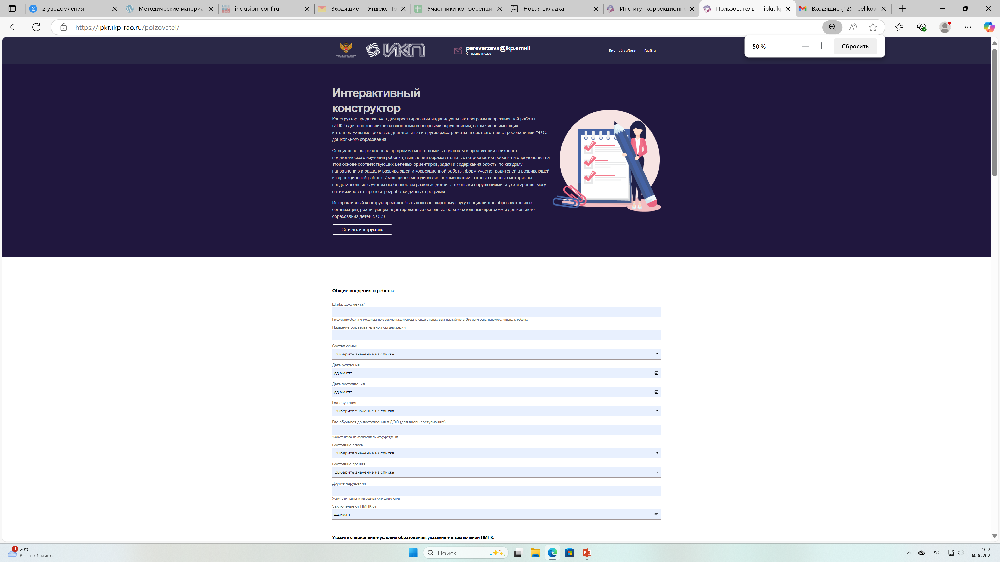 2 уведомления
Методические материа
inclusion-conf.ru
Входящие — Яндекс По
Участники конференци
Новая вкладка
Институт коррекционно
Пользователь — ipkr.ik
Входящие (12) - belikov
https://ipkr.ikp-rao.ru/polzovatel/
50 %
Сбросить
ИКП
pereverzeva@ikp.email
Отправить письмо
Личный кабинет
Выйти
Интерактивный
конструктор
Конструктор предназначен для проектирования индивидуальных программ коррекционной работы
(ИПКР) для дошкольников со сложными сенсорными нарушениями, в том числе имеющих
интеллектуальные, речевые двигательные и другие расстройства, в соответствии с требованиями ФГОС
дошкольного образования.
Специально разработанная программа может помочь педагогам в организации психолого-
педагогического изучения ребенка, выявлении образовательных потребностей ребенка и определения на
этой основе соответствующих целевых ориентиров, задач и содержания работы по каждому
направлению и разделу развивающей и коррекционной работы; форм участия родителей в развивающей
и коррекционной работе. Имеющиеся методические рекомендации, готовые опорные материалы,
представленные с учетом особенностей развития детей с тяжелыми нарушениями слуха и зрения, могут
оптимизировать процесс разработки данных программ.
Интерактивный конструктор может быть полезен широкому кругу специалистов образовательных
организаций, реализующих адаптированные основные образовательные программы дошкольного
образования детей с ОВЗ.
Скачать инструкцию
Общие сведения о ребенке
Шифр документа*
Придумайте обозначение для данного документа для его дальнейшего поиска в личном кабинете. Это могут быть, например, инициалы ребенка
Название образовательной организации
Состав семьи
Выберите значение из списка
Дата рождения
дд.мм.гггг
Дата поступления
дд.мм.гггг
Год обучения
Выберите значение из списка
Где обучался до поступления в ДОО (для вновь поступивших)
Укажите название образовательного учреждения
Состояние слуха
Выберите значение из списка
Состояние зрения
Выберите значение из списка
Другие нарушения
Укажите их при наличии медицинских заключений
Заключение от ПМПК от
дд.мм.гггг
Укажите специальные условия образования, указанные в заключении ПМПК:
1
20°C
В осн. облачно
Поиск
РУС
16:25
04.06.2025